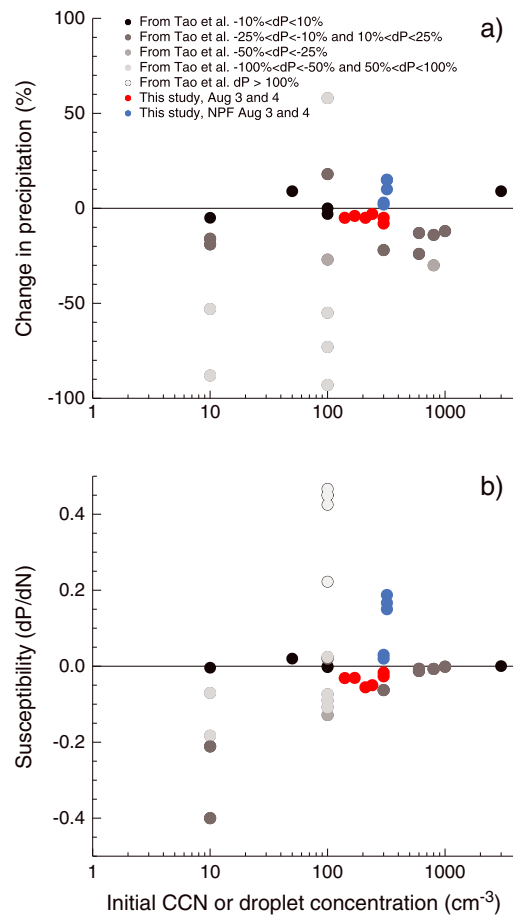 From Tao et al. -10%<dP<10%
From Tao et al. -25%<dP<-10% and 10%<dP<25%
From Tao et al. -50%<dP<-25%
From Tao et al. -100%<dP<-50% and 50%<dP<100%
From Tao et al. dP > 100%
This study, Aug 3 and 4
This study, NPF Aug 3 and 4
a)
Change in precipitation (%)
100
50
0
-50
-100
1
10
100
1000
b)
Susceptibility (dP/dN)
0.4
0.2
0.0
-0.2
-0.4
1
10
100
1000
Initial CCN or droplet concentration (cm⁻³)